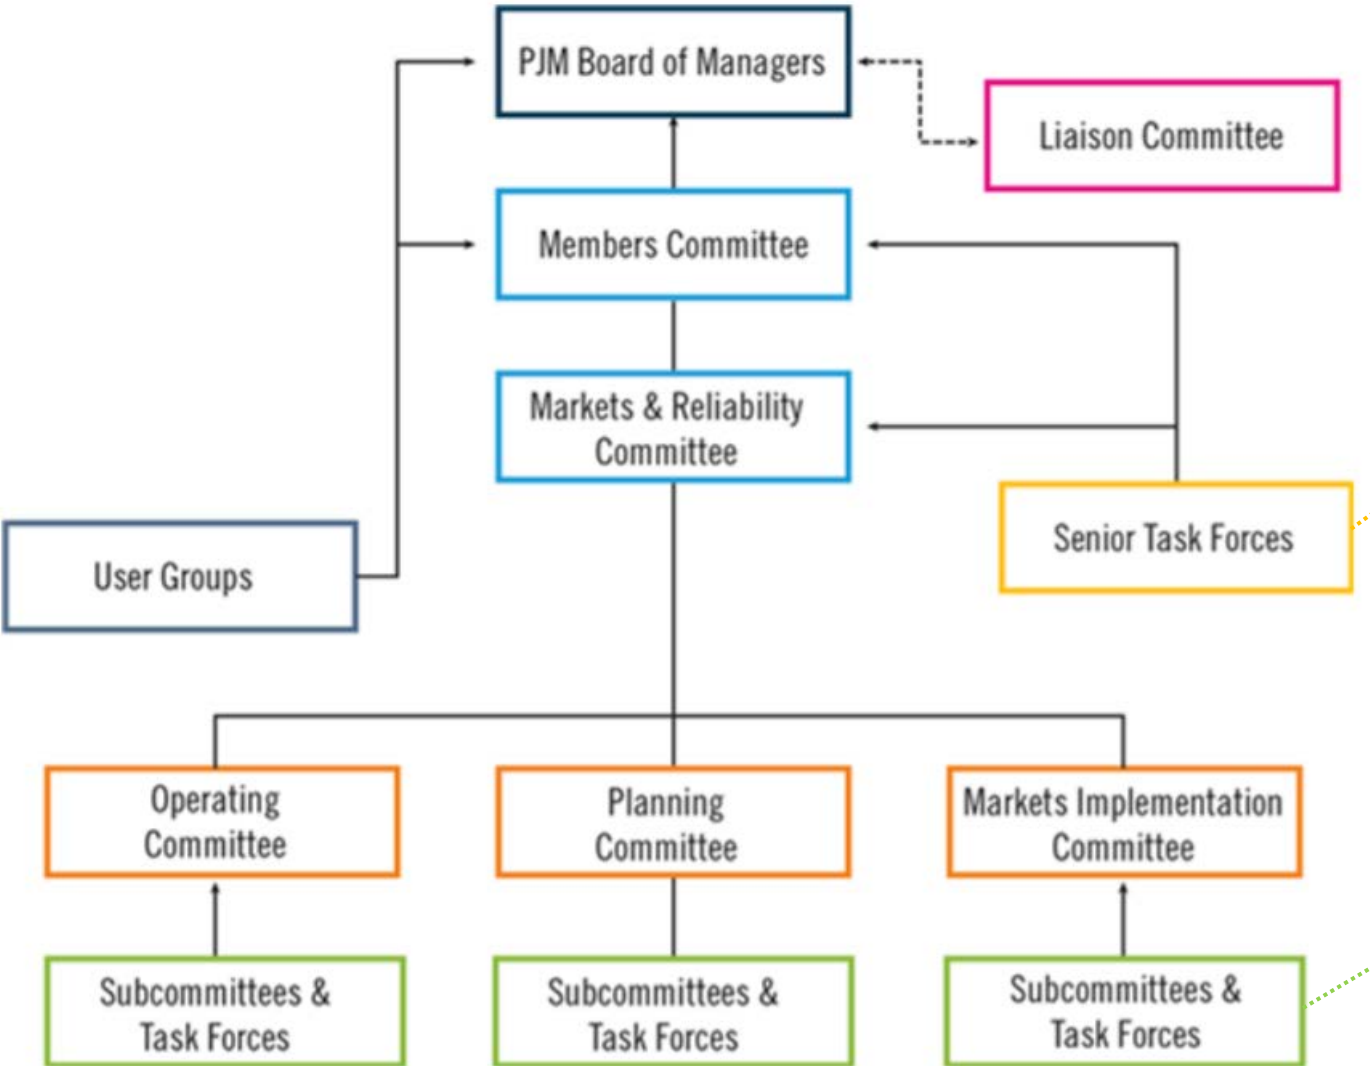 PJM Board of Managers
Liaison Committee
Members Committee
Markets & Reliability
Committee
Senior Task Forces
User Groups
Operating
Committee
Planning
Committee
Markets Implementation
Committee
Subcommittees &
Task Forces
Subcommittees &
Task Forces
Subcommittees &
Task Forces